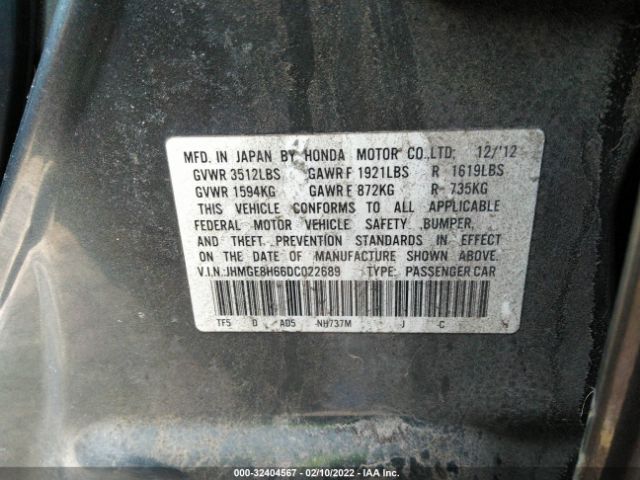 MFD. IN JAPAN BY HONDA MOTOR CO.,LTD. 12/'12
GVWR 3512LBS GAWR F 1921LBS R 1619LBS
GVWR 1594KG GAWR F 872KG R 735KG
THIS VEHICLE CONFORMS TO ALL APPLICABLE
FEDERAL MOTOR VEHICLE SAFETY ,BUMPER,
AND THEFT PREVENTION STANDARDS IN EFFECT
ON THE DATE OF MANUFACTURE SHOWN ABOVE.
V.I.N.:JHMGE8H66DC022689 TYPE: PASSENGER CAR
TF5 D AD5 NH737M J C
000-32404567 - 02/10/2022 - IAA Inc.